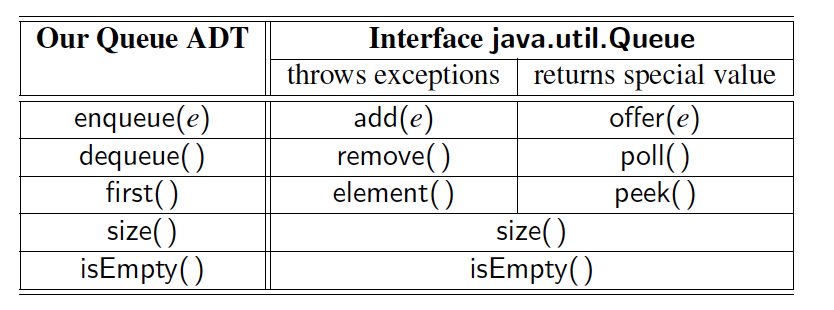 Our Queue ADT Interface java.util.Queue
throws exceptions returns special value
enqueue(e) add(e) offer(e)
dequeue( ) remove( ) poll( )
first( ) element( ) peek( )
size( ) size( )
isEmpty( ) isEmpty( )